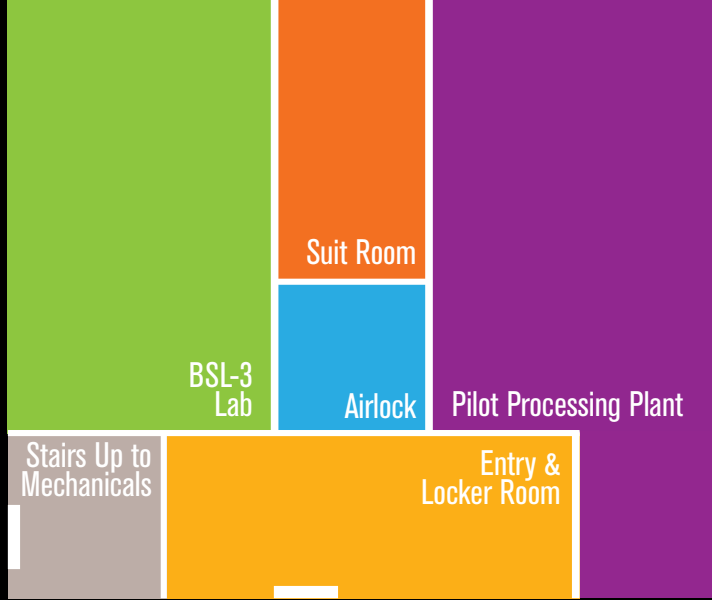 Suit Room
BSL-3
Lab
Airlock
Pilot Processing Plant
Stairs Up to
Mechanicals
Entry &
Locker Room